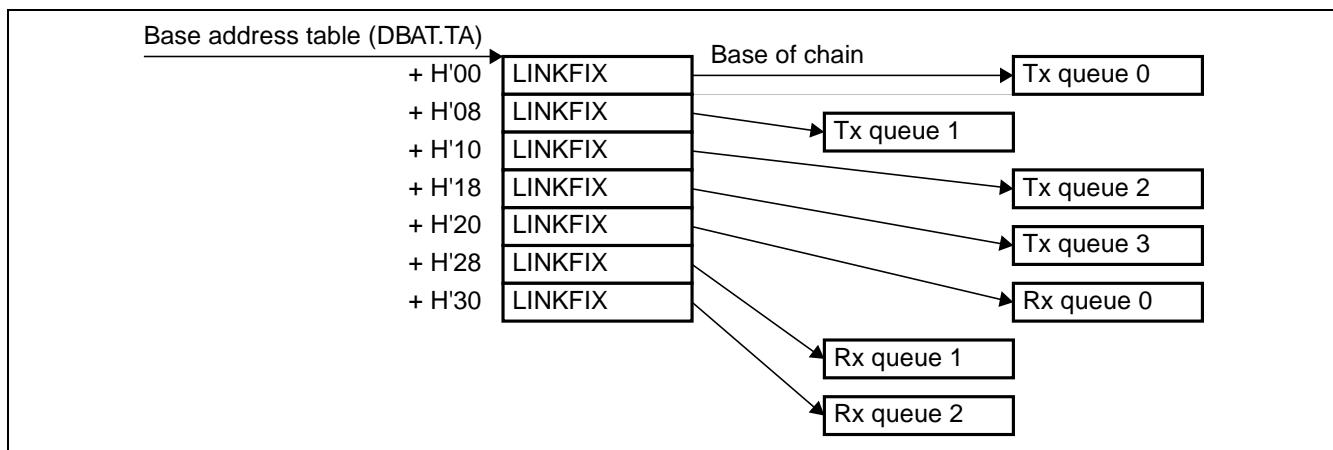 Base address table (DBAT.TA)
Base of chain
+ H'00 LINKFIX Tx queue 0
+ H'08 LINKFIX Tx queue 1
+ H'10 LINKFIX Tx queue 2
+ H'18 LINKFIX Tx queue 3
+ H'20 LINKFIX Rx queue 0
+ H'28 LINKFIX Rx queue 1
+ H'30 LINKFIX Rx queue 2